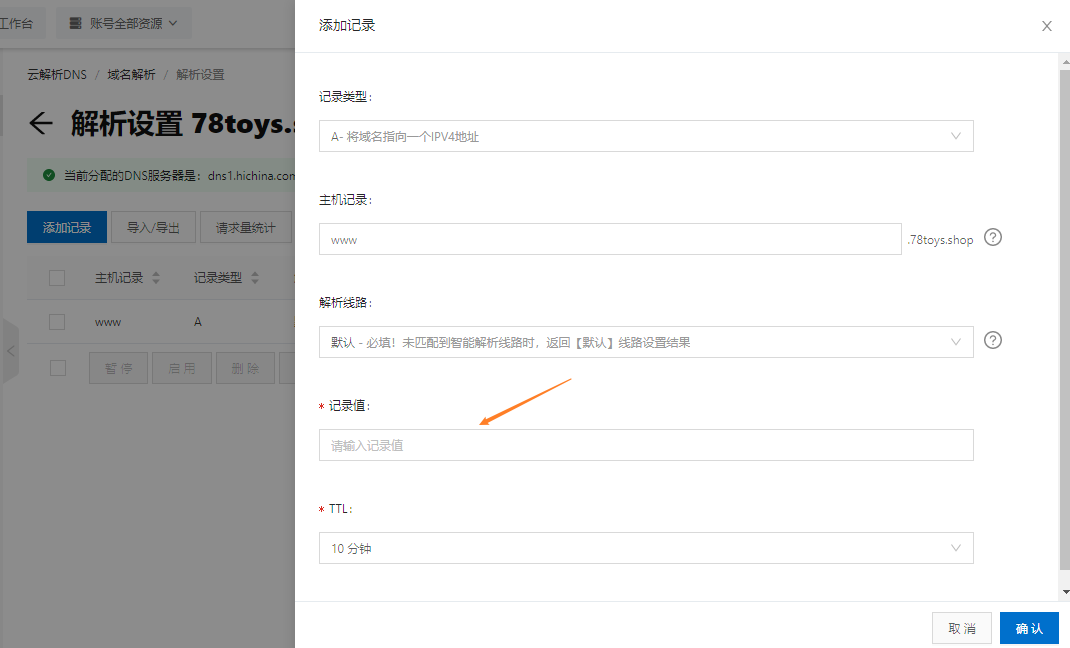 工作台
账号全部资源
云解析DNS / 域名解析 / 解析设置
解析设置 78toys.
当前分配的DNS服务器是： dns1.hichina.com
添加记录
导入/导出
请求量统计
主机记录
记录类型
www
A
暂 停
启 用
删 除
添加记录
记录类型：
A- 将域名指向一个IPV4地址
主机记录：
www
.78toys.shop
解析线路：
默认 - 必填！未匹配到智能解析线路时，返回【默认】线路设置结果
* 记录值：
请输入记录值
* TTL：
10 分钟
取 消
确 认